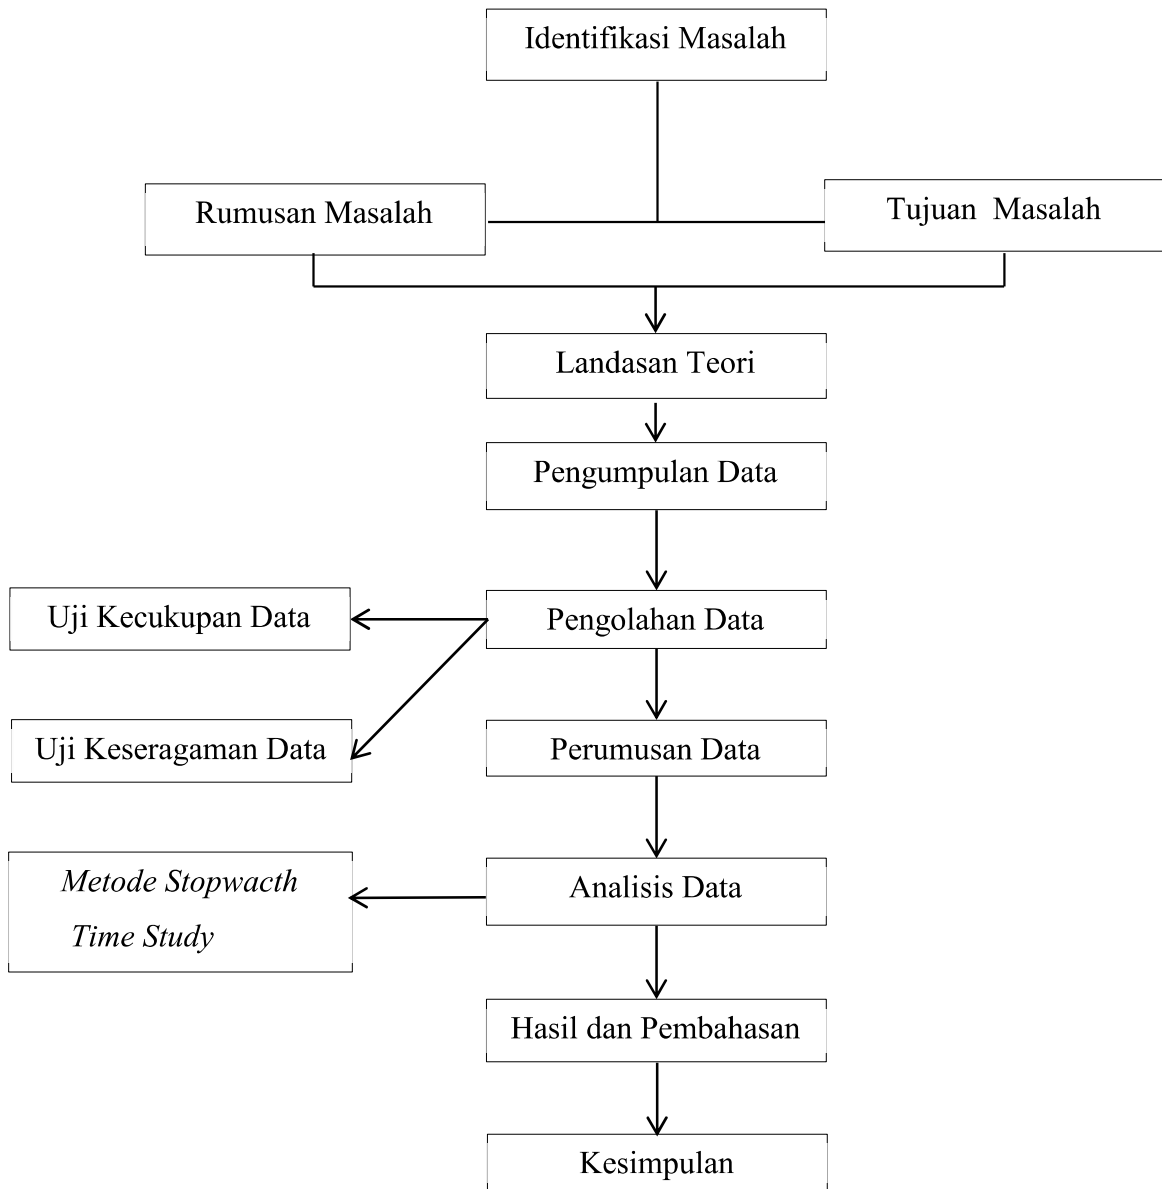 Identifikasi Masalah
Rumusan Masalah
Tujuan Masalah
Landasan Teori
Pengumpulan Data
Uji Kecukupan Data
Pengolahan Data
Uji Keseragaman Data
Perumusan Data
Metode Stopwacth
Time Study
Analisis Data
Hasil dan Pembahasan
Kesimpulan